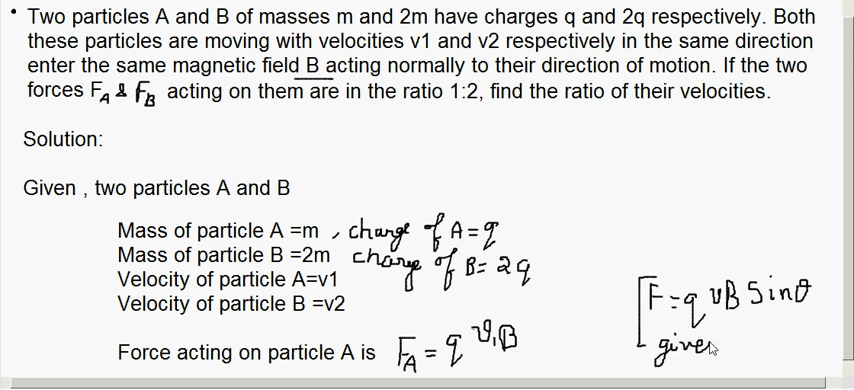 • Two particles A and B of masses m and 2m have charges q and 2q respectively. Both
these particles are moving with velocities v1 and v2 respectively in the same direction
enter the same magnetic field B acting normally to their direction of motion. If the two
forces F_A & F_B acting on them are in the ratio 1:2, find the ratio of their velocities.
Solution:
Given , two particles A and B
Mass of particle A =m , charge of A = q
Mass of particle B =2m charge of B = 2q
Velocity of particle A=v1
Velocity of particle B =v2
[F = q vB Sinθ
given
Force acting on particle A is F_A = q v₁B